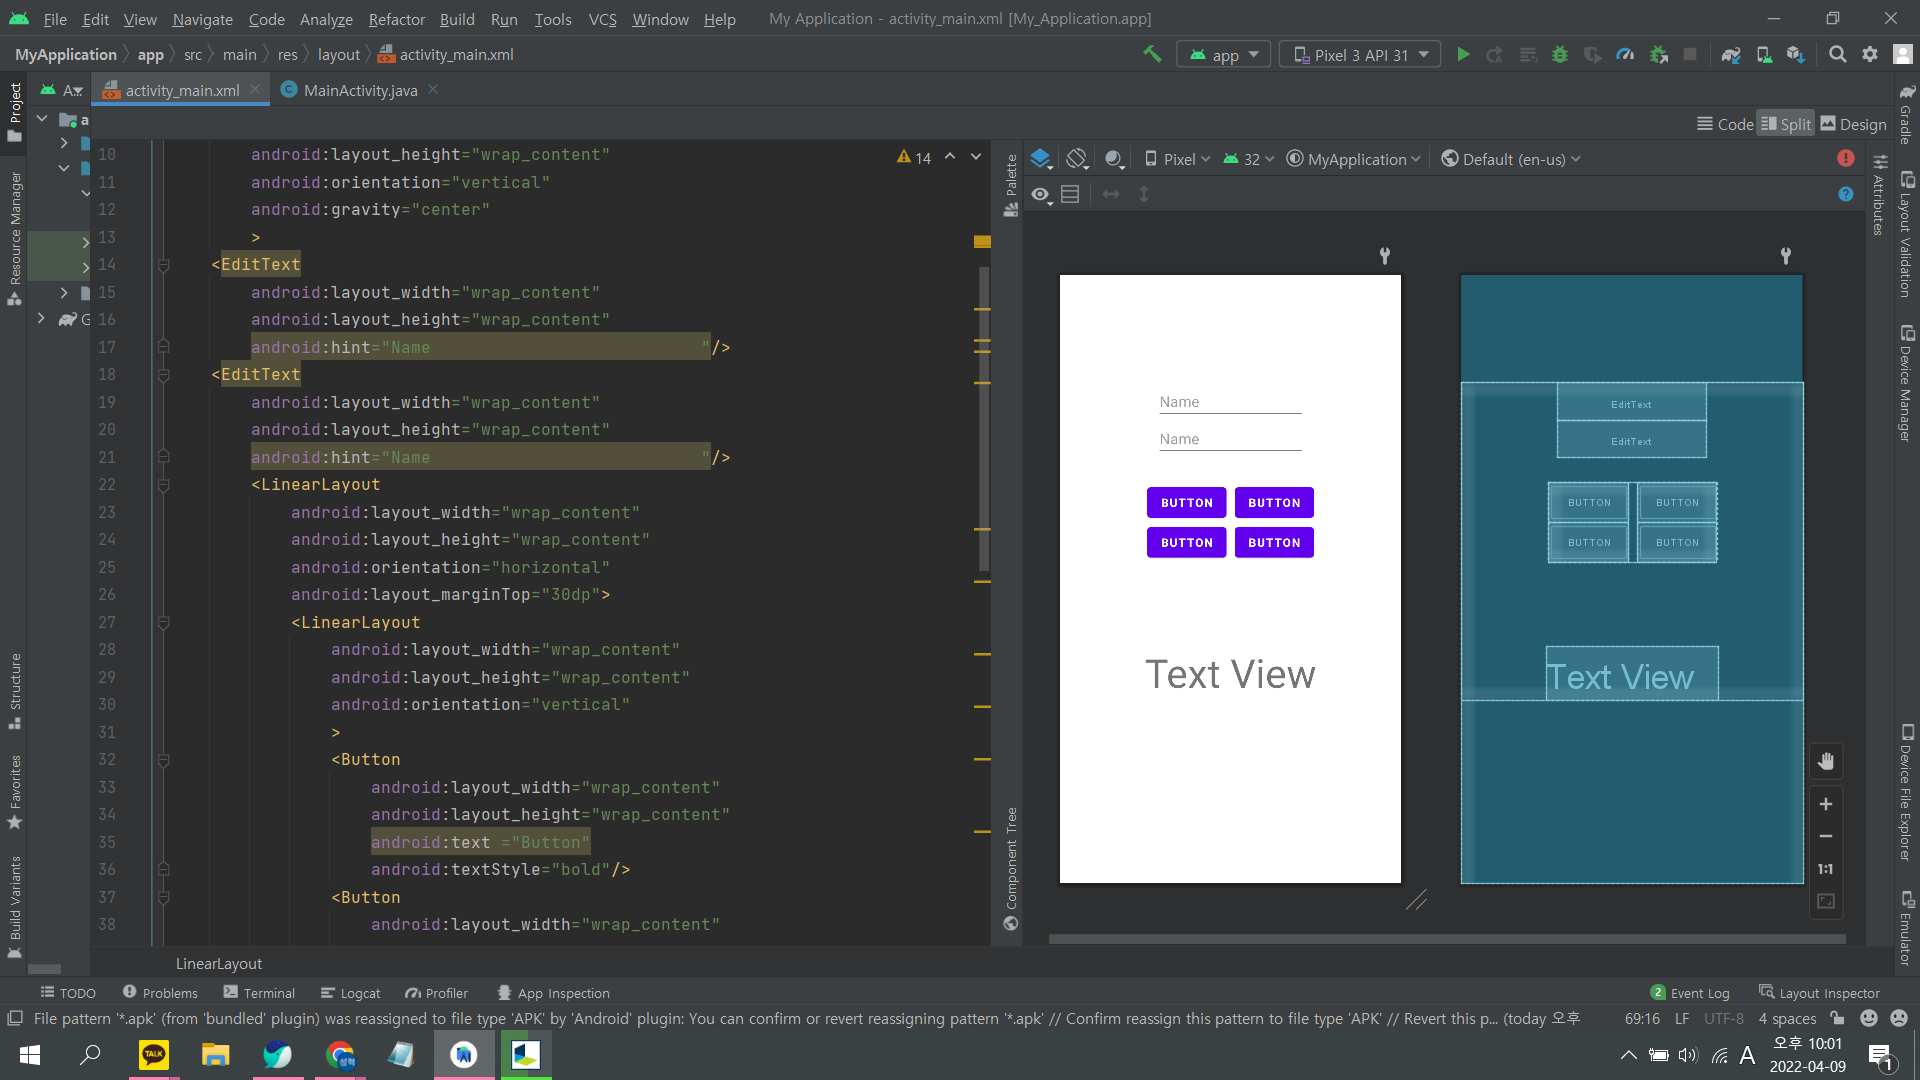 File Edit View Navigate Code Analyze Refactor Build Run Tools VCS Window Help My Application - activity_main.xml [My_Application.app]
MyApplication app src main res layout activity_main.xml app Pixel 3 API 31
A activity_main.xml MainActivity.java
Code Split Design
Project
Resource Manager
Structure
Favorites
Build Variants
a
G
14
10 android:layout_height="wrap_content"
11 android:orientation="vertical"
12 android:gravity="center"
13 >
14 <EditText
15 android:layout_width="wrap_content"
16 android:layout_height="wrap_content"
17 android:hint="Name                           "/>
18 <EditText
19 android:layout_width="wrap_content"
20 android:layout_height="wrap_content"
21 android:hint="Name                           "/>
22 <LinearLayout
23 android:layout_width="wrap_content"
24 android:layout_height="wrap_content"
25 android:orientation="horizontal"
26 android:layout_marginTop="30dp">
27 <LinearLayout
28 android:layout_width="wrap_content"
29 android:layout_height="wrap_content"
30 android:orientation="vertical"
31 >
32 <Button
33 android:layout_width="wrap_content"
34 android:layout_height="wrap_content"
35 android:text ="Button"
36 android:textStyle="bold"/>
37 <Button
38 android:layout_width="wrap_content"
LinearLayout
Palette
Component Tree
Pixel 32 MyApplication Default (en-us)
Name
Name
BUTTON BUTTON
BUTTON BUTTON
Text View
EditText
EditText
BUTTON BUTTON
BUTTON BUTTON
Text View
1:1
Attributes
Gradle
Layout Validation
Device Manager
Device File Explorer
Emulator
TODO Problems Terminal Logcat Profiler App Inspection 2 Event Log Layout Inspector
File pattern '*.apk' (from 'bundled' plugin) was reassigned to file type 'APK' by 'Android' plugin: You can confirm or revert reassigning pattern '*.apk' // Confirm reassign this pattern to file type 'APK' // Revert this p... (today 오후 69:16 LF UTF-8 4 spaces
TALK A 오후 10:01
2022-04-09 1